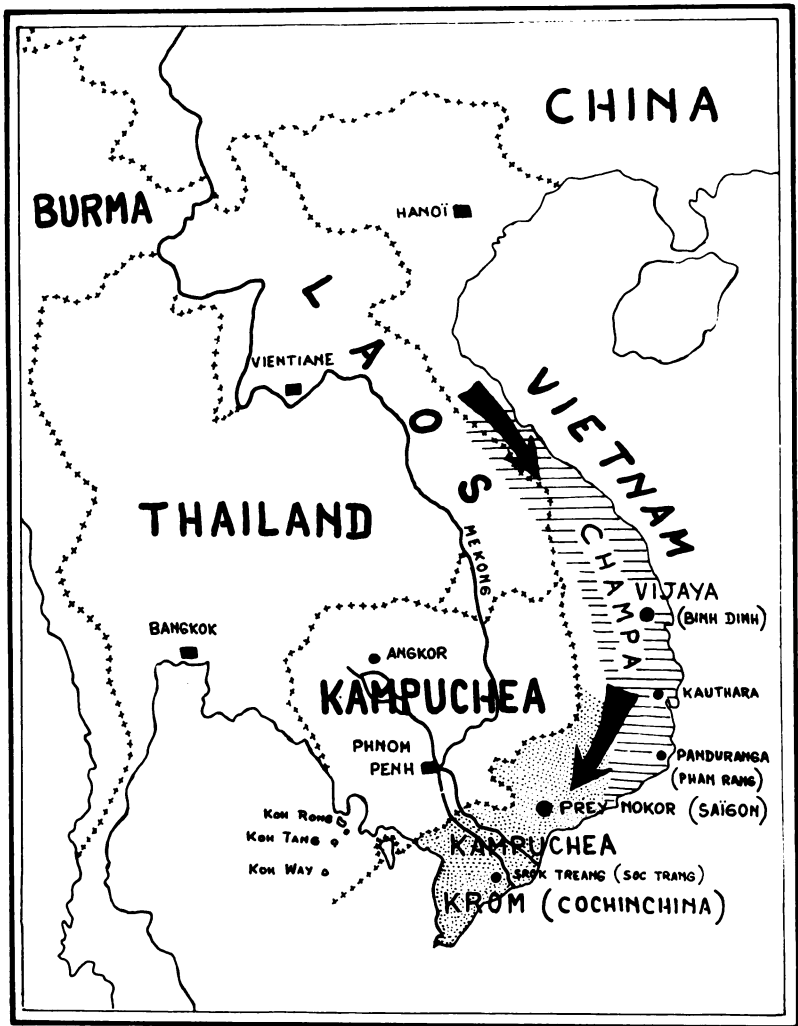 CHINA
BURMA
HANOÏ
LAOS
VIENTIANE
VIETNAM
THAILAND
MEKONG
CHAMPA
VIJAYA
(BINH DINH)
BANGKOK
ANGKOR
KAMPUCHEA
KAUTHARA
PHNOM
PENH
PANDURANGA
(PHAN RANG)
PREY NOKOR (SAÏGON)
KOH RONG
KOH TANG
KOH WAY
KAMPUCHEA
SROK TREANG (SOC TRANG)
KROM (COCHINCHINA)